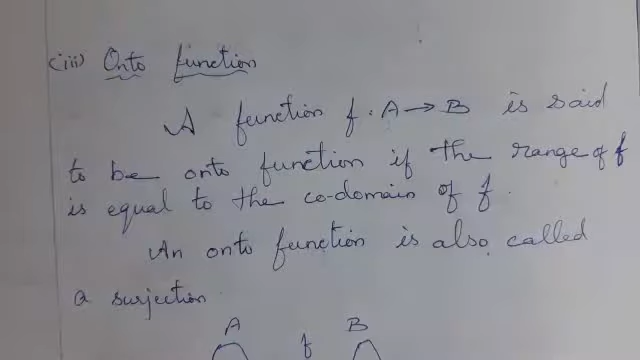 (iii) Onto function
A function f : A → B is said
to be onto function if the range of f
is equal to the co-domain of f.
An onto function is also called
a surjection.
A f B